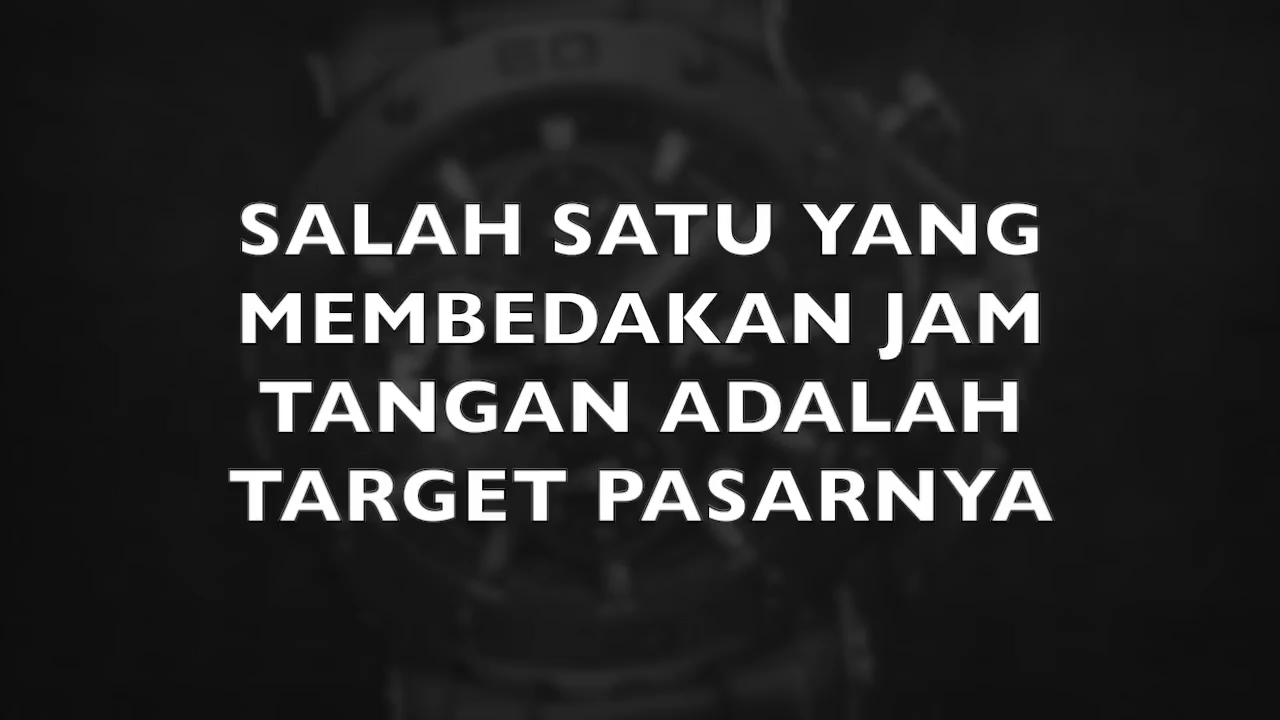 SALAH SATU YANG
MEMBEDAKAN JAM
TANGAN ADALAH
TARGET PASARNYA